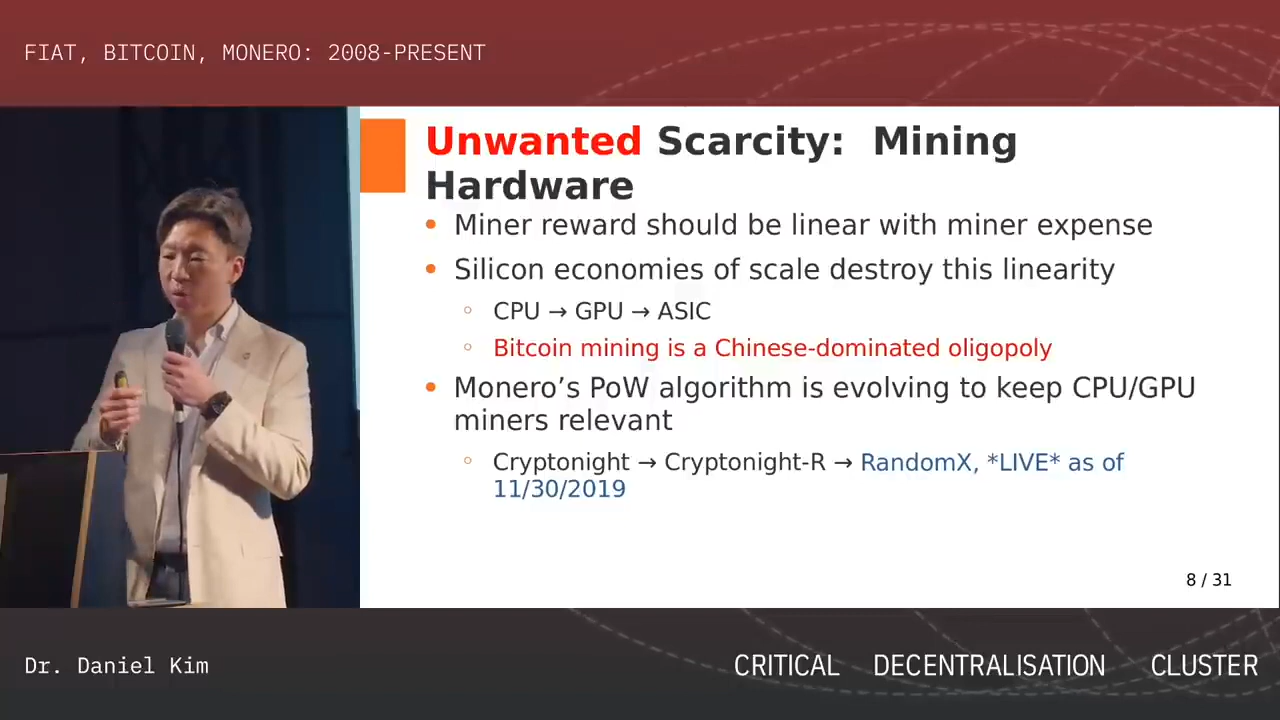 FIAT, BITCOIN, MONERO: 2008-PRESENT
Unwanted Scarcity: Mining
Hardware
• Miner reward should be linear with miner expense
• Silicon economies of scale destroy this linearity
◦ CPU → GPU → ASIC
◦ Bitcoin mining is a Chinese-dominated oligopoly
• Monero’s PoW algorithm is evolving to keep CPU/GPU
miners relevant
◦ Cryptonight → Cryptonight-R → RandomX, *LIVE* as of
11/30/2019
8 / 31
Dr. Daniel Kim
CRITICAL DECENTRALISATION CLUSTER